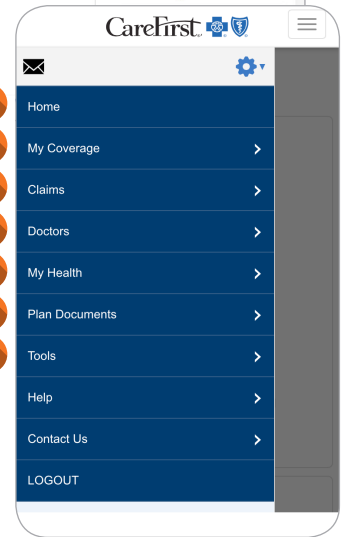 CareFirst
Home
My Coverage
Claims
Doctors
My Health
Plan Documents
Tools
Help
Contact Us
LOGOUT